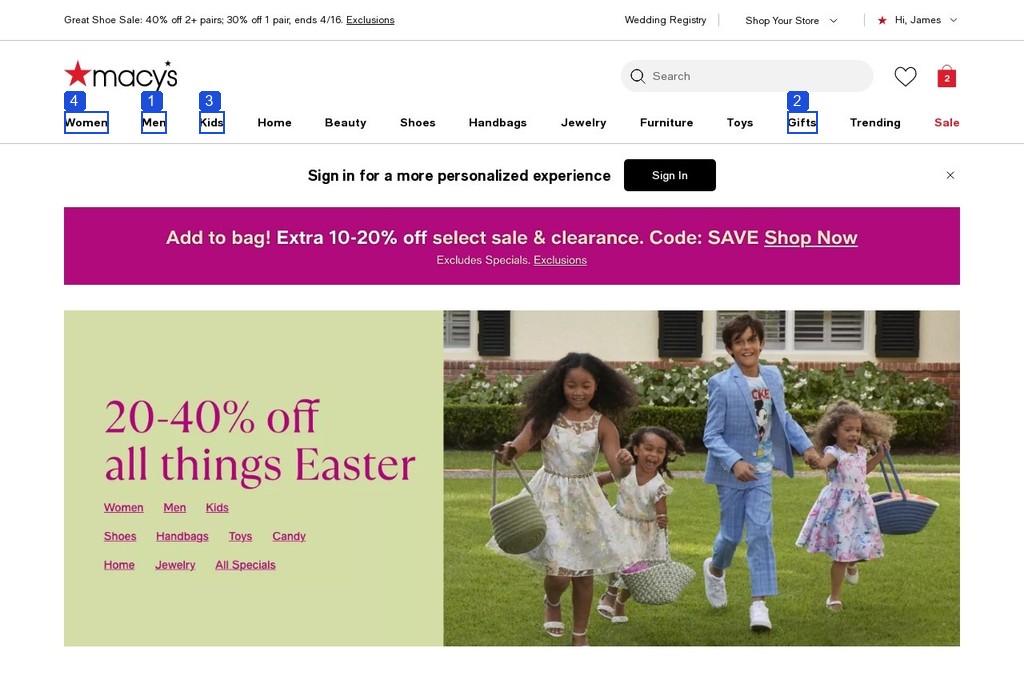 Great Shoe Sale: 40% off 2+ pairs; 30% off 1 pair, ends 4/16. Exclusions
Wedding Registry
Shop Your Store
Hi, James
macy's
Search
2
4
1
3
2
Women
Men
Kids
Home
Beauty
Shoes
Handbags
Jewelry
Furniture
Toys
Gifts
Trending
Sale
Sign in for a more personalized experience
Sign In
Add to bag! Extra 10-20% off select sale & clearance. Code: SAVE Shop Now
Excludes Specials. Exclusions
20-40% off
all things Easter
Women Men Kids
Shoes Handbags Toys Candy
Home Jewelry All Specials